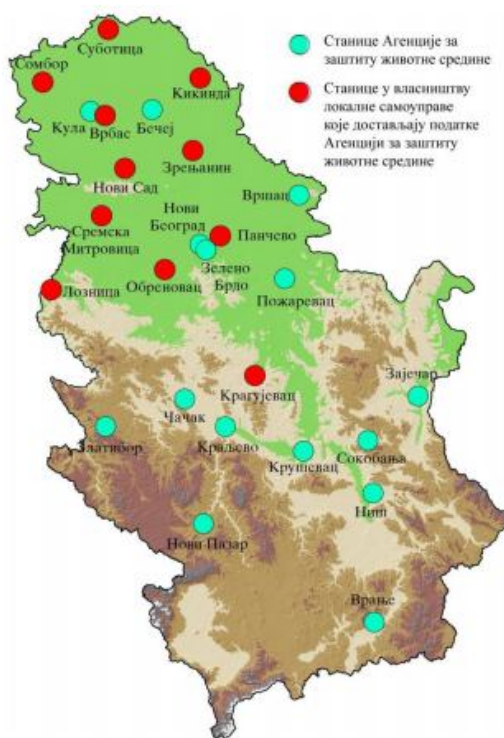 Суботица
Сомбор
Кикинда
Кула
Врбас
Бечеј
Зрењанин
Нови Сад
Вршац
Сремска
Митровица
Нови
Београд
Панчево
Зелено
Брдо
Обреновац
Лозница
Пожаревац
Крагујевац
Зајечар
Чачак
Златибор
Краљево
Крушевац
Сокобања
Ниш
Нови Пазар
Врање
Станице Агенције за
заштиту животне средине
Станице у власништву
локалне самоуправе
које достављају податке
Агенцији за заштиту
животне средине